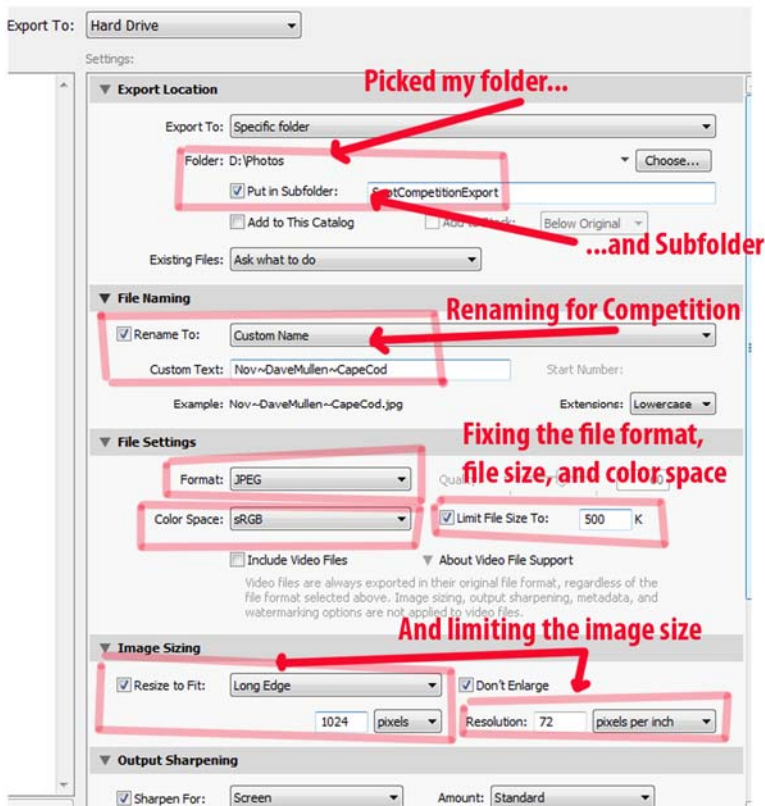 Export To: Hard Drive
Settings:
Export Location
Picked my folder...
Export To: Specific folder
Folder: D:\Photos Choose...
Put in Subfolder: SeptCompetitionExport
Add to This Catalog Add to Stack: Below Original
...and Subfolder
Existing Files: Ask what to do
File Naming
Renaming for Competition
Rename To: Custom Name
Custom Text: Nov~DaveMullen~CapeCod Start Number:
Example: Nov~DaveMullen~CapeCod.jpg Extensions: Lowercase
File Settings
Fixing the file format,
file size, and color space
Format: JPEG
Color Space: sRGB Limit File Size To: 500 K
Include Video Files About Video File Support
Video files are always exported in their original file format, regardless of the
file format selected above. Image sizing, output sharpening, metadata, and
watermarking options are not applied to video files.
And limiting the image size
Image Sizing
Resize to Fit: Long Edge Don't Enlarge
1024 pixels Resolution: 72 pixels per inch
Output Sharpening
Sharpen For: Screen Amount: Standard